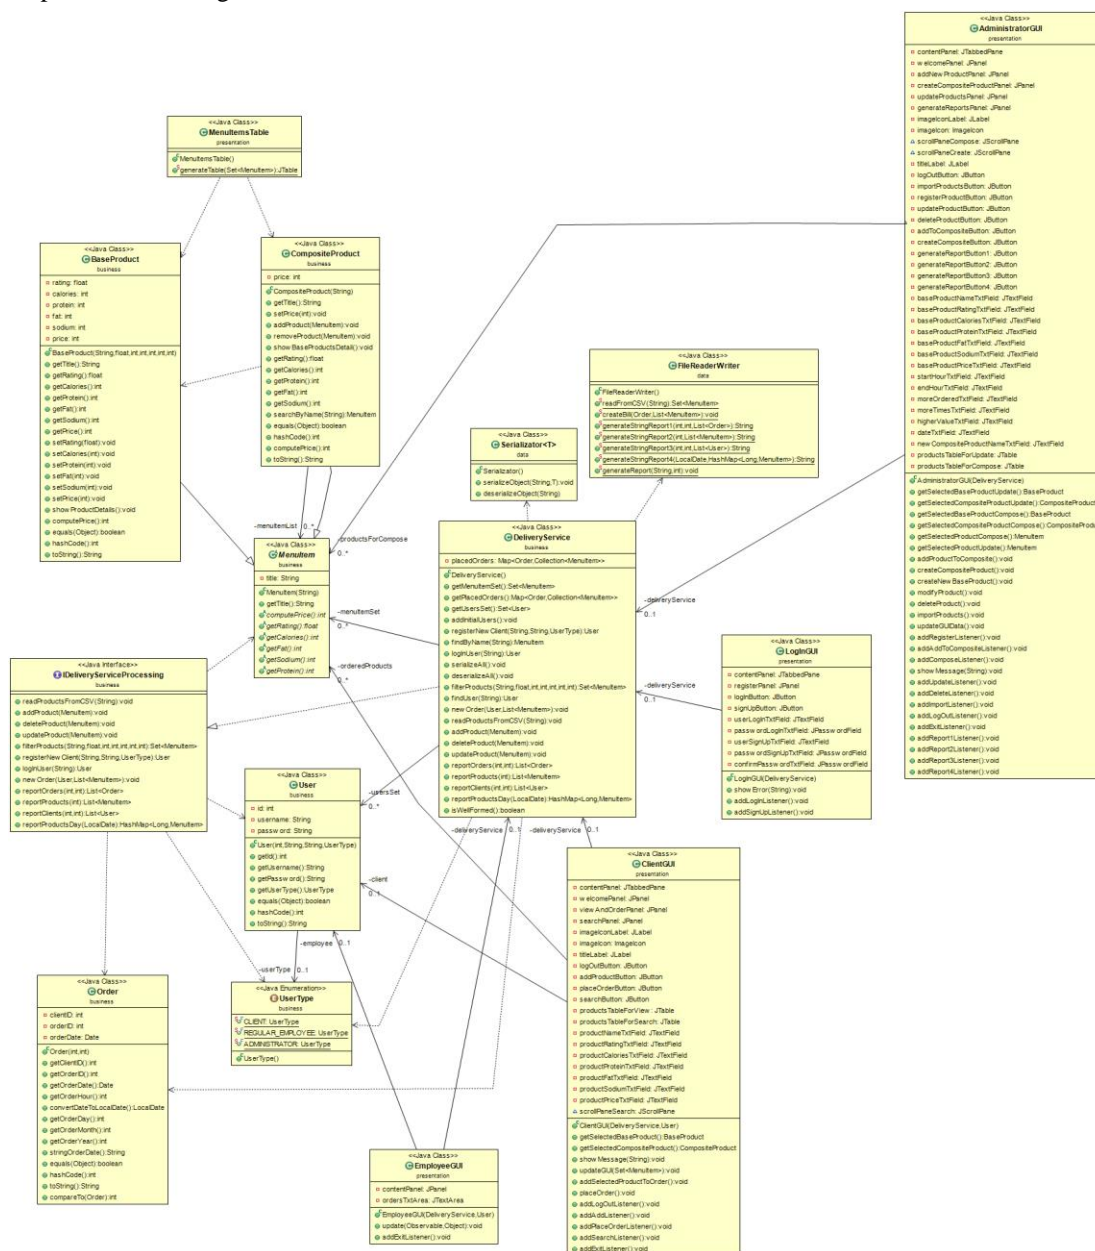 <<Java Class>>
AdministratorGUI
presentation
contentPanel: JTabbedPane
welcomePanel: JPanel
addNewProductPanel: JPanel
createCompositeProductPanel: JPanel
updateProductsPanel: JPanel
generateReportsPanel: JPanel
imageIconLabel: JLabel
imageIcon: ImageIcon
scrollPaneCompose: JScrollPane
scrollPaneCreate: JScrollPane
titleLabel: JLabel
logOutButton: JButton
importProductsButton: JButton
registerProductButton: JButton
updateProductButton: JButton
deleteProductButton: JButton
addToCompositeButton: JButton
createCompositeButton: JButton
generateReportButton1: JButton
generateReportButton2: JButton
generateReportButton3: JButton
generateReportButton4: JButton
baseProductNameTxtField: JTextField
baseProductRatingTxtField: JTextField
baseProductCaloriesTxtField: JTextField
baseProductProteinTxtField: JTextField
baseProductFatTxtField: JTextField
baseProductSodiumTxtField: JTextField
baseProductPriceTxtField: JTextField
startHourTxtField: JTextField
endHourTxtField: JTextField
moreOrderedTxtField: JTextField
moreTimesTxtField: JTextField
higherValueTxtField: JTextField
dateTxtField: JTextField
newCompositeProductNameTxtField: JTextField
productsTableForUpdate: JTable
productsTableForCompose: JTable
AdministratorGUI(DeliveryService)
getSelectedBaseProductUpdate():BaseProduct
getSelectedCompositeProductUpdate():CompositeProduct
getSelectedBaseProductCompose():BaseProduct
getSelectedCompositeProductCompose():CompositeProdu
getSelectedProductCompose():MenuItem
getSelectedProductUpdate():MenuItem
addProductToComposite():void
createCompositeProduct():void
createNewBaseProduct():void
modifyProduct():void
deleteProduct():void
importProducts():void
updateGUIData():void
addRegisterListener():void
addAddToCompositeListener():void
addComposeListener():void
showMessage(String):void
addUpdateListener():void
addDeleteListener():void
addImportListener():void
addLogOutListener():void
addExitListener():void
addReport1Listener():void
addReport2Listener():void
addReport3Listener():void
addReport4Listener():void
<<Java Class>>
MenuItemsTable
presentation
MenuItemsTable()
generateTable(Set<MenuItem>):JTable
<<Java Class>>
BaseProduct
business
rating: float
calories: int
protein: int
fat: int
sodium: int
price: int
BaseProduct(String,float,int,int,int,int,int)
getTitle():String
getRating():float
getCalories():int
getProtein():int
getFat():int
getSodium():int
getPrice():int
setRating(float):void
setCalories(int):void
setProtein(int):void
setFat(int):void
setSodium(int):void
setPrice(int):void
showProductDetails():void
computePrice():int
equals(Object):boolean
hashCode():int
toString():String
<<Java Class>>
CompositeProduct
business
price: int
CompositeProduct(String)
getTitle():String
setPrice(int):void
addProduct(MenuItem):void
removeProduct(MenuItem):void
showBaseProductsDetail():void
getRating():float
getCalories():int
getProtein():int
getFat():int
getSodium():int
searchByName(String):MenuItem
equals(Object):boolean
hashCode():int
computePrice():int
toString():String
<<Java Class>>
FileReaderWriter
data
FileReaderWriter()
readFromCSV(String):Set<MenuItem>
createBill(Order,List<MenuItem>):void
generateStringReport1(int,int,List<Order>):String
generateStringReport2(int,List<MenuItem>):String
generateStringReport3(int,int,List<User>):String
generateStringReport4(LocalDate,HashMap<Long,MenuItem>):String
generateReport(String,int):void
<<Java Class>>
Serializator<T>
data
Serializator()
serializeObject(String,T):void
deserializeObject(String)
-menuItemList
0..*
-productsForCompose
0..*
<<Java Class>>
MenuItem
business
title: String
MenuItem(String)
getTitle():String
computePrice():int
getRating():float
getCalories():int
getFat():int
getSodium():int
getProtein():int
-menuItemSet
0..*
-orderedProducts
0..*
<<Java Class>>
DeliveryService
business
placedOrders: Map<Order,Collection<MenuItem>>
DeliveryService()
getMenuItemSet():Set<MenuItem>
getPlacedOrders():Map<Order,Collection<MenuItem>>
getUsersSet():Set<User>
addInitialUsers():void
registerNewClient(String,String,UserType):User
findByName(String):MenuItem
loginUser(String):User
serializeAll():void
deserializeAll():void
filterProducts(String,float,int,int,int,int,int):Set<MenuItem>
findUser(String):User
newOrder(User,List<MenuItem>):void
readProductsFromCSV(String):void
addProduct(MenuItem):void
deleteProduct(MenuItem):void
updateProduct(MenuItem):void
reportOrders(int,int):List<Order>
reportProducts(int):List<MenuItem>
reportClients(int,int):List<User>
reportProductsDay(LocalDate):HashMap<Long,MenuItem>
isWellFormed():boolean
-deliveryService
0..1
-deliveryService
0..1
<<Java Class>>
LogInGUI
presentation
contentPanel: JTabbedPane
registerPanel: JPanel
logInButton: JButton
signUpButton: JButton
userLoginTxtField: JTextField
passwordLoginTxtField: JPasswordField
userSignUpTxtField: JTextField
passwordSignUpTxtField: JPasswordField
confirmPasswordTxtField: JPasswordField
LogInGUI(DeliveryService)
showError(String):void
addLogInListener():void
addSignUpListener():void
<<Java Interface>>
IDeliveryServiceProcessing
business
readProductsFromCSV(String):void
addProduct(MenuItem):void
deleteProduct(MenuItem):void
updateProduct(MenuItem):void
filterProducts(String,float,int,int,int,int,int):Set<MenuItem>
registerNewClient(String,String,UserType):User
loginUser(String):User
newOrder(User,List<MenuItem>):void
reportOrders(int,int):List<Order>
reportProducts(int):List<MenuItem>
reportClients(int,int):List<User>
reportProductsDay(LocalDate):HashMap<Long,MenuItem>
<<Java Class>>
User
business
id: int
username: String
password: String
User(int,String,String,UserType)
getId():int
getUsername():String
getPassword():String
getUserType():UserType
equals(Object):boolean
hashCode():int
toString():String
-usersSet
0..*
-client
0..1
-deliveryService
0..1
-deliveryService
0..1
-employee
0..1
-userType
0..1
<<Java Enumeration>>
UserType
business
CLIENT: UserType
REGULAR_EMPLOYEE: UserType
ADMINISTRATOR: UserType
UserType()
<<Java Class>>
Order
business
clientID: int
orderID: int
orderDate: Date
Order(int,int)
getClientID():int
getOrderID():int
getOrderDate():Date
getOrderHour():int
convertDateToLocalDate():LocalDate
getOrderDay():int
getOrderMonth():int
getOrderYear():int
stringOrderDate():String
equals(Object):boolean
hashCode():int
toString():String
compareTo(Order):int
<<Java Class>>
EmployeeGUI
presentation
contentPanel: JPanel
ordersTxtArea: JTextArea
EmployeeGUI(DeliveryService,User)
update(Observable,Object):void
addExitListener():void
<<Java Class>>
ClientGUI
presentation
contentPanel: JTabbedPane
welcomePanel: JPanel
viewAndOrderPanel: JPanel
searchPanel: JPanel
imageIconLabel: JLabel
imageIcon: ImageIcon
titleLabel: JLabel
logOutButton: JButton
addProductButton: JButton
placeOrderButton: JButton
searchButton: JButton
productsTableForView: JTable
productsTableForSearch: JTable
productNameTxtField: JTextField
productRatingTxtField: JTextField
productCaloriesTxtField: JTextField
productProteinTxtField: JTextField
productFatTxtField: JTextField
productSodiumTxtField: JTextField
productPriceTxtField: JTextField
scrollPaneSearch: JScrollPane
ClientGUI(DeliveryService,User)
getSelectedBaseProduct():BaseProduct
getSelectedCompositeProduct():CompositeProduct
showMessage(String):void
updateGUI(Set<MenuItem>):void
addSelectedProductToOrder():void
placeOrder():void
addLogOutListener():void
addAddListener():void
addPlaceOrderListener():void
addSearchListener():void
addExitListener():void